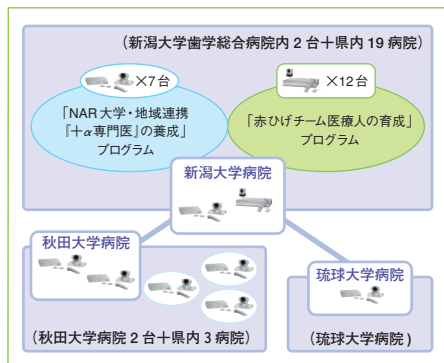 （新潟大学歯学総合病院内 2 台＋県内 19 病院）
×7台
×12台
「NAR 大学・地域連携
『＋α専門医』の養成」
プログラム
「赤ひげチーム医療人の育成」
プログラム
新潟大学病院
秋田大学病院
琉球大学病院
（秋田大学病院 2 台＋県内 3 病院）
（琉球大学病院 ）